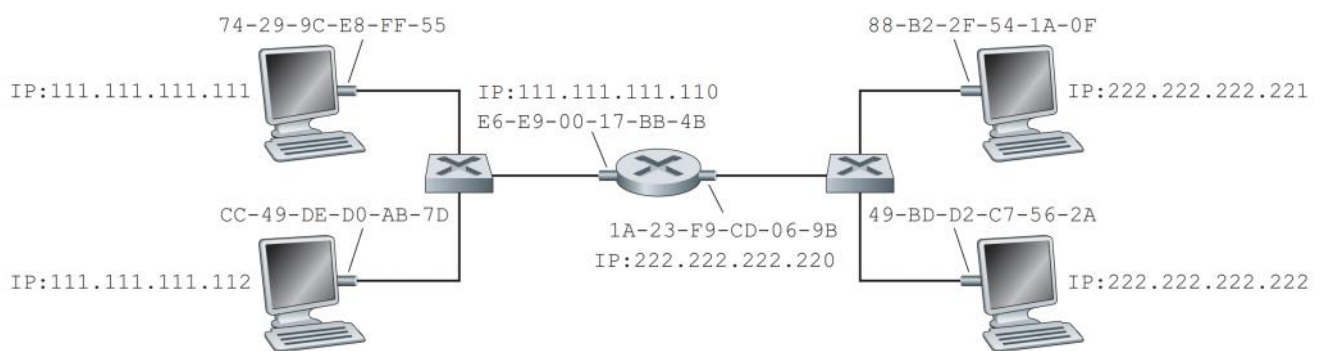 74-29-9C-E8-FF-55
88-B2-2F-54-1A-0F
IP:111.111.111.111
IP:111.111.111.110
IP:222.222.222.221
E6-E9-00-17-BB-4B
CC-49-DE-D0-AB-7D
1A-23-F9-CD-06-9B
49-BD-D2-C7-56-2A
IP:222.222.222.220
IP:111.111.111.112
IP:222.222.222.222